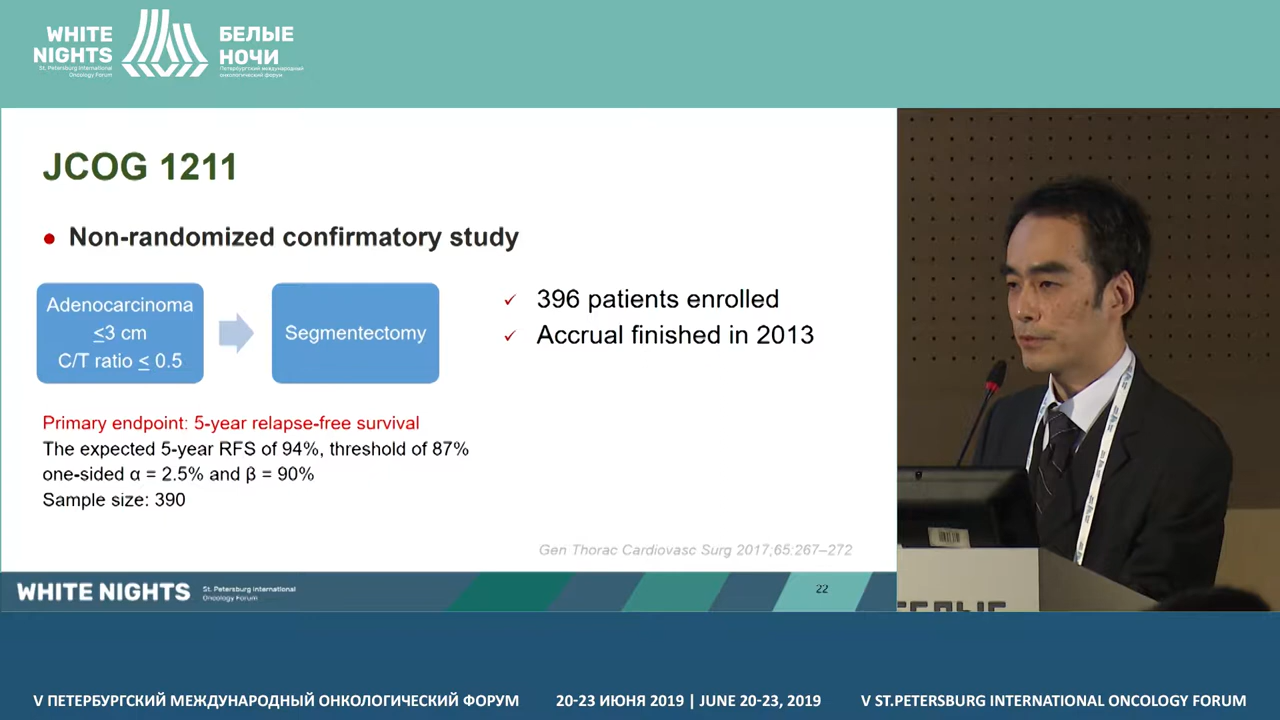 WHITE
NIGHTS
St. Petersburg International
Oncology Forum
БЕЛЫЕ
НОЧИ
Петербургский международный
онкологический форум
JCOG 1211
Non-randomized confirmatory study
Adenocarcinoma
≤3 cm
C/T ratio ≤ 0.5
Segmentectomy
✓ 396 patients enrolled
✓ Accrual finished in 2013
Primary endpoint: 5-year relapse-free survival
The expected 5-year RFS of 94%, threshold of 87%
one-sided α = 2.5% and β = 90%
Sample size: 390
Gen Thorac Cardiovasc Surg 2017;65:267–272
WHITE NIGHTS
St. Petersburg International
Oncology Forum
22
БЕЛЫЕ
V ПЕТЕРБУРГСКИЙ МЕЖДУНАРОДНЫЙ ОНКОЛОГИЧЕСКИЙ ФОРУМ
20-23 ИЮНЯ 2019 | JUNE 20-23, 2019
V ST.PETERSBURG INTERNATIONAL ONCOLOGY FORUM